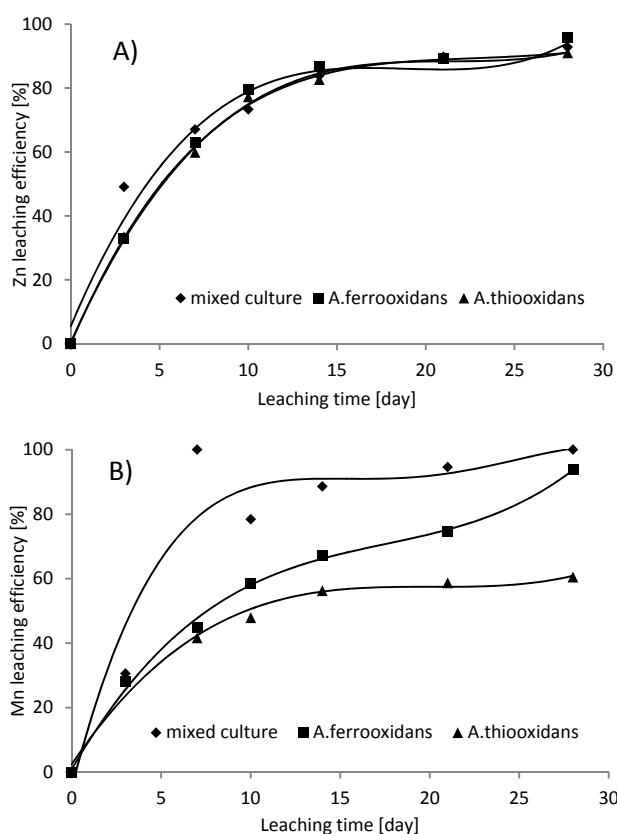 A)
Zn leaching efficiency [%]
100
80
60
40
20
0
mixed culture A.ferrooxidans A.thiooxidans
0 5 10 15 20 25 30
Leaching time [day]
B)
Mn leaching efficiency [%]
100
80
60
40
20
0
mixed culture A.ferrooxidans A.thiooxidans
0 5 10 15 20 25 30
Leaching time [day]